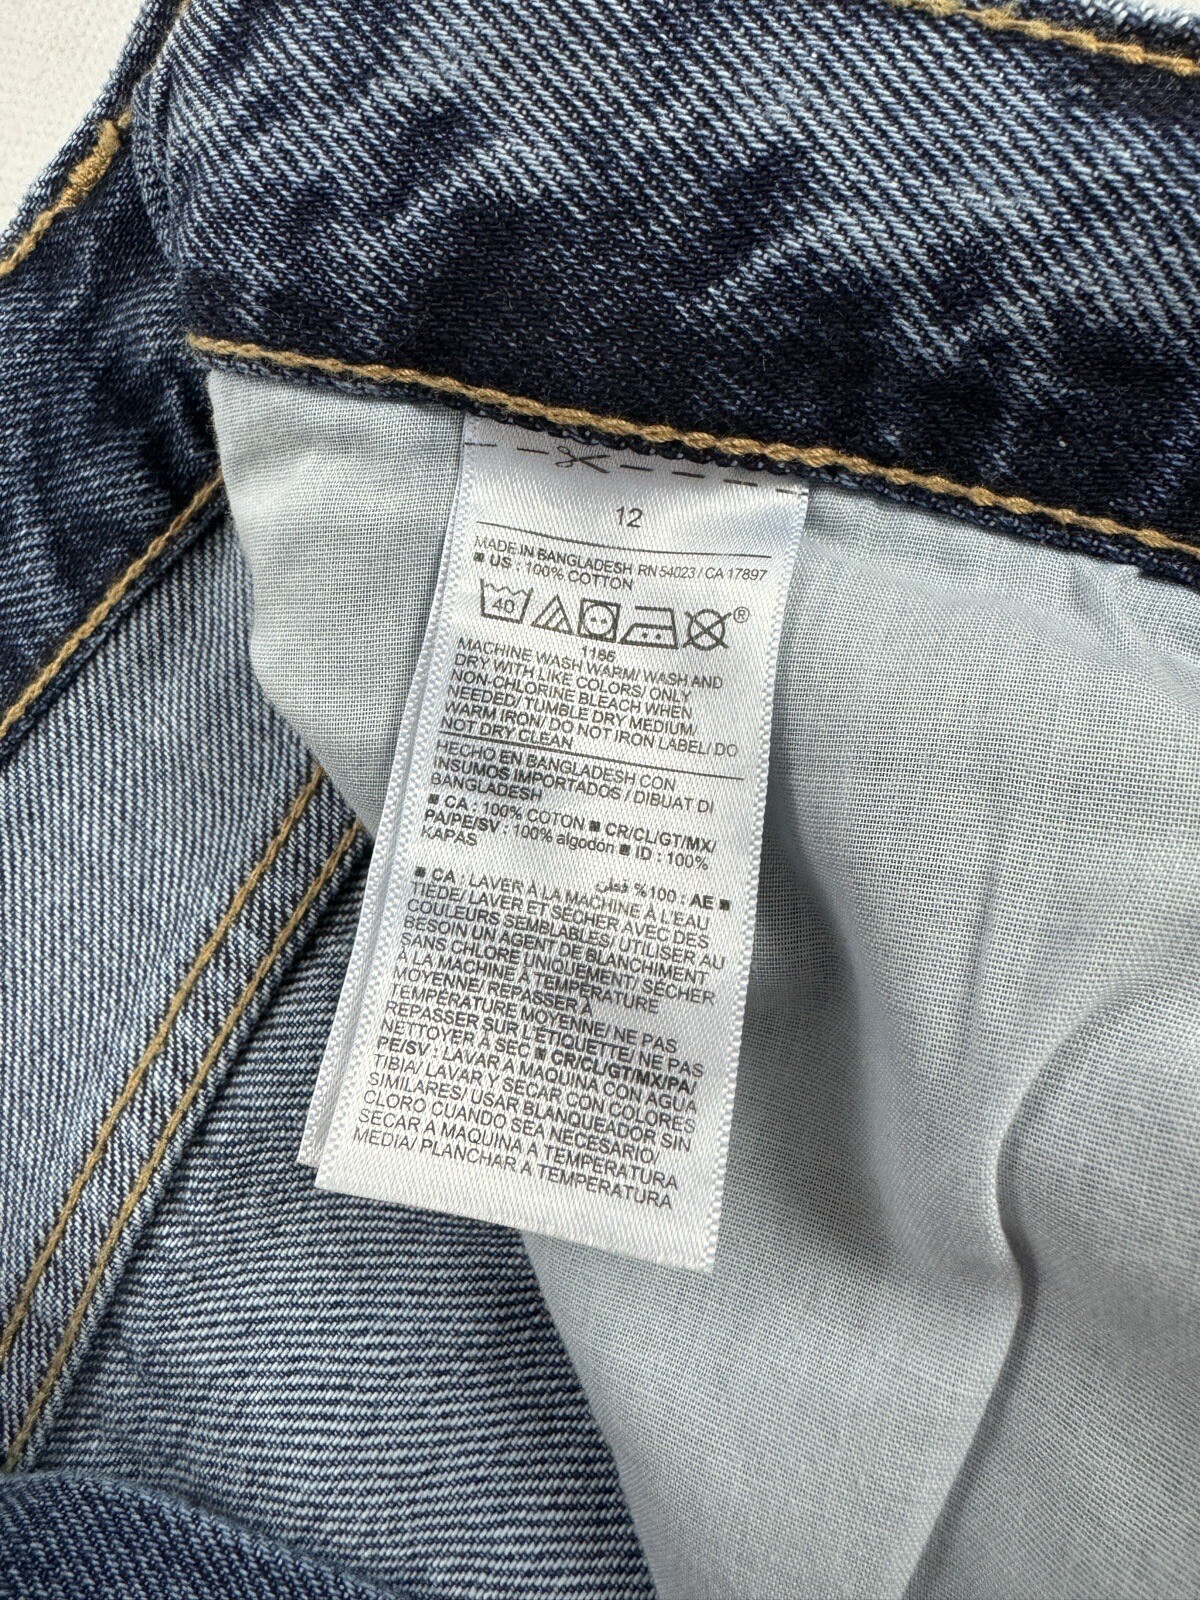 12
MADE IN BANGLADESH RN 54023 / CA 17897
■ US : 100% COTTON
40 ®
1166
MACHINE WASH WARM/ WASH AND
DRY WITH LIKE COLORS/ ONLY
NON-CHLORINE BLEACH WHEN
NEEDED/ TUMBLE DRY MEDIUM/
WARM IRON/ DO NOT IRON LABEL/ DO
NOT DRY CLEAN
HECHO EN BANGLADESH CON
INSUMOS IMPORTADOS / DIBUAT DI
BANGLADESH
■ CA : 100% COTON ■ CR/CL/GT/MX/
PA/PE/SV : 100% algodón ■ ID : 100%
KAPAS
■ AE : 100% قطن
■ CA : LAVER À LA MACHINE À L'EAU
TIÈDE/ LAVER ET SÉCHER AVEC DES
COULEURS SEMBLABLES/ UTILISER AU
BESOIN UN AGENT DE BLANCHIMENT
SANS CHLORE UNIQUEMENT/ SÉCHER
À LA MACHINE À TEMPÉRATURE
MOYENNE/ REPASSER À
TEMPÉRATURE MOYENNE/ NE PAS
REPASSER SUR L'ÉTIQUETTE/ NE PAS
NETTOYER À SEC ■ CR/CL/GT/MX/PA/
PE/SV : LAVAR A MAQUINA CON AGUA
TIBIA/ LAVAR Y SECAR CON COLORES
SIMILARES/ USAR BLANQUEADOR SIN
CLORO CUANDO SEA NECESARIO/
SECAR A MAQUINA A TEMPERATURA
MEDIA/ PLANCHAR A TEMPERATURA